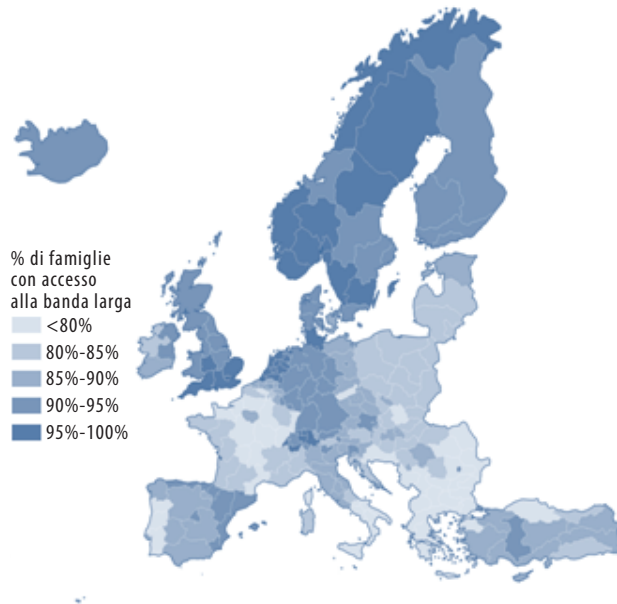 % di famiglie
con accesso
alla banda larga
<80%
80%-85%
85%-90%
90%-95%
95%-100%